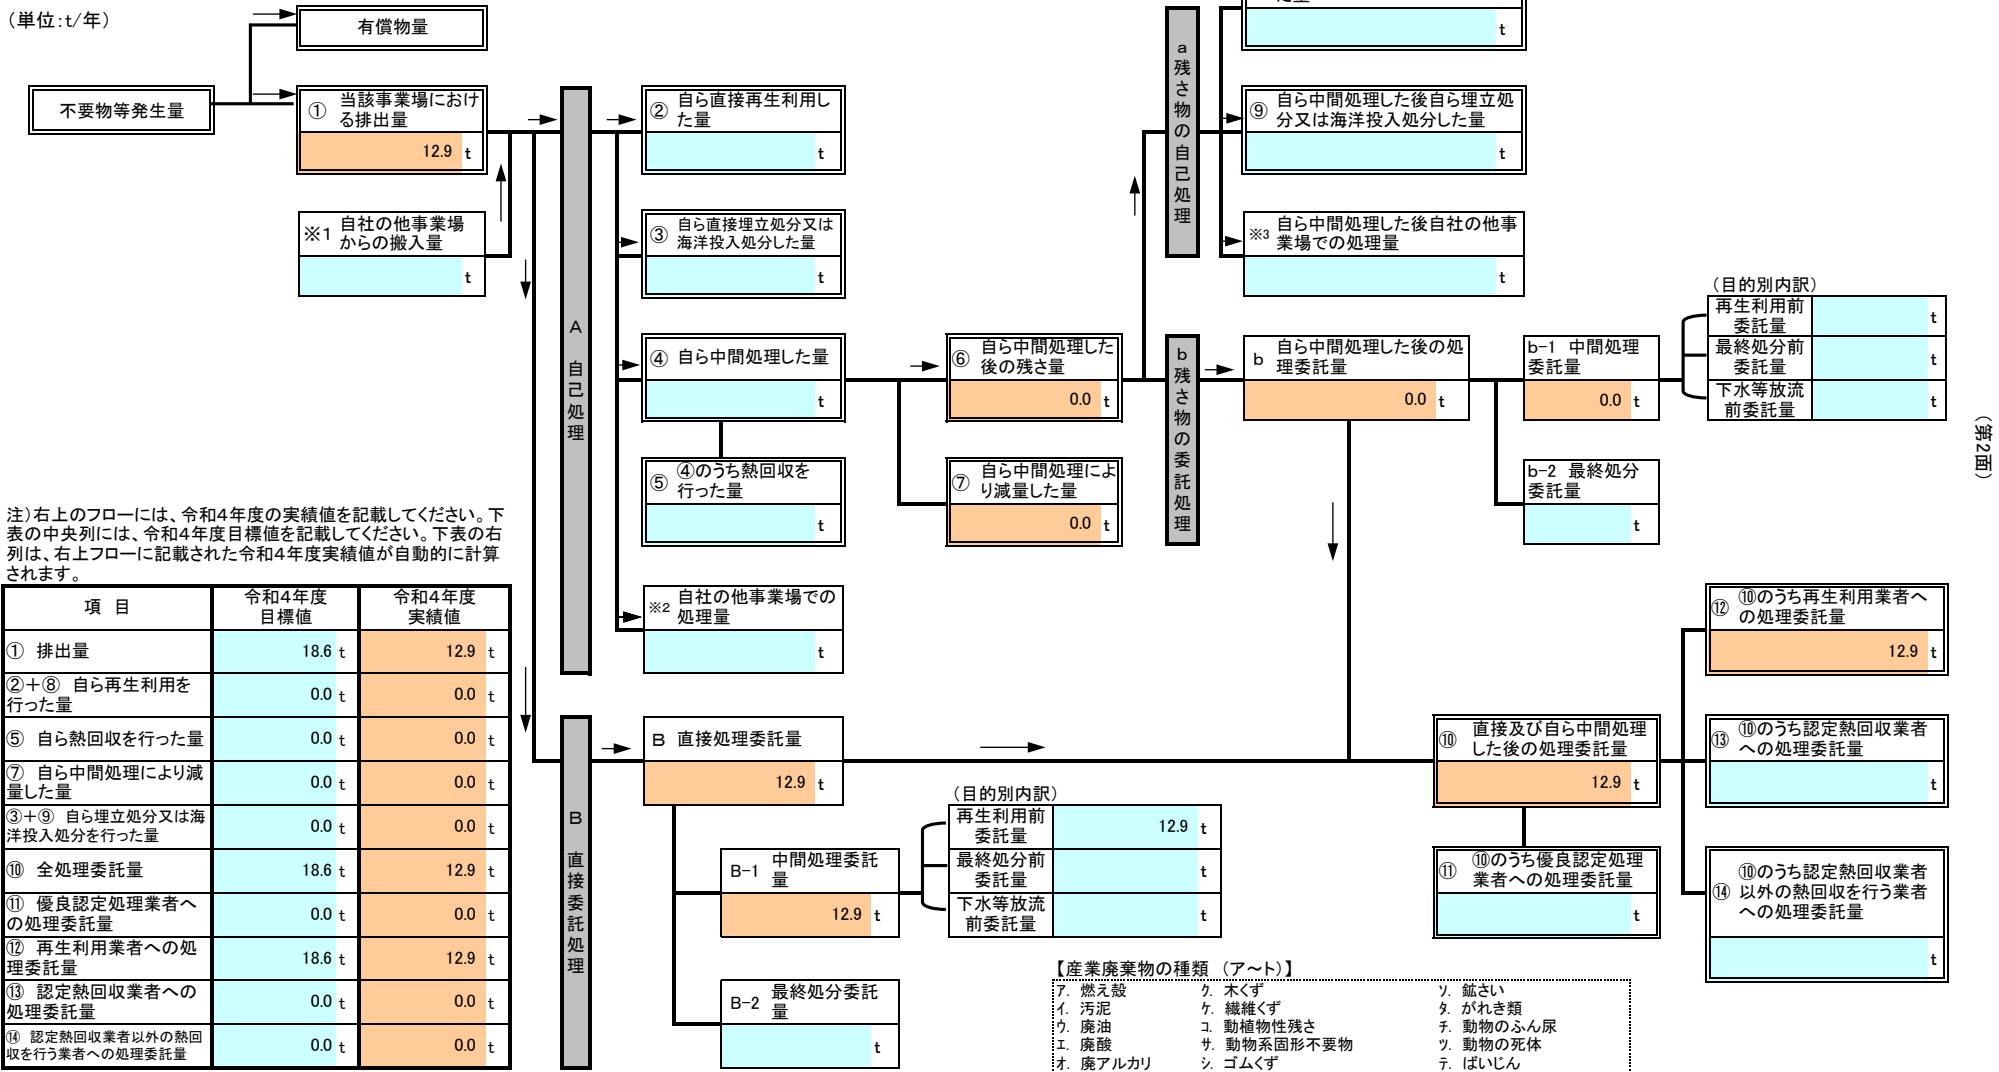 (単位:t/年)
有償物量
不要物等発生量
① 当該事業場におけ
る排出量
12.9 t
※1 自社の他事業場
からの搬入量
t
A 自己処理
② 自ら直接再生利用し
た量
t
③ 自ら直接埋立処分又は
海洋投入処分した量
t
④ 自ら中間処理した量
t
⑤ ④のうち熱回収を
行った量
t
※2 自社の他事業場での
処理量
t
⑥ 自ら中間処理した
後の残さ量
0.0 t
⑦ 自ら中間処理によ
り減量した量
0.0 t
a 残さ物の自己処理
t
⑨ 自ら中間処理した後自ら埋立処
分又は海洋投入処分した量
t
※3 自ら中間処理した後自社の他事
業場での処理量
t
b 残さ物の委託処理
b 自ら中間処理した後の処
理委託量
0.0 t
b-1 中間処理
委託量
0.0 t
b-2 最終処分
委託量
t
(目的別内訳)
再生利用前
委託量
t
最終処分前
委託量
t
下水等放流
前委託量
t
(第2面)
注)右上のフローには、令和4年度の実績値を記載してください。下
表の中央列には、令和4年度目標値を記載してください。下表の右
列は、右上フローに記載された令和4年度実績値が自動的に計算
されます。
項 目 令和4年度
目標値 令和4年度
実績値
① 排出量 18.6 t 12.9 t
②+⑧ 自ら再生利用を
行った量 0.0 t 0.0 t
⑤ 自ら熱回収を行った量 0.0 t 0.0 t
⑦ 自ら中間処理により減
量した量 0.0 t 0.0 t
③+⑨ 自ら埋立処分又は海
洋投入処分を行った量 0.0 t 0.0 t
⑩ 全処理委託量 18.6 t 12.9 t
⑪ 優良認定処理業者へ
の処理委託量 0.0 t 0.0 t
⑫ 再生利用業者への処
理委託量 18.6 t 12.9 t
⑬ 認定熱回収業者への
処理委託量 0.0 t 0.0 t
⑭ 認定熱回収業者以外の熱回
収を行う業者への処理委託量 0.0 t 0.0 t
B 直接委託処理
B 直接処理委託量
12.9 t
B-1 中間処理委託
量
12.9 t
B-2 最終処分委託
量
t
(目的別内訳)
再生利用前
委託量
12.9 t
最終処分前
委託量
t
下水等放流
前委託量
t
⑩ 直接及び自ら中間処理
した後の処理委託量
12.9 t
⑪ ⑩のうち優良認定処理
業者への処理委託量
t
⑫ ⑩のうち再生利用業者へ
の処理委託量
12.9 t
⑬ ⑩のうち認定熱回収業者
への処理委託量
t
⑭ ⑩のうち認定熱回収業者
以外の熱回収を行う業者
への処理委託量
t
【産業廃棄物の種類 (ア~ト)】
ア. 燃え殻 ク. 木くず ソ. 鉱さい
イ. 汚泥 ケ. 繊維くず タ. がれき類
ウ. 廃油 コ. 動植物性残さ チ. 動物のふん尿
エ. 廃酸 サ. 動物系固形不要物 ツ. 動物の死体
オ. 廃アルカリ シ. ゴムくず テ. ばいじん